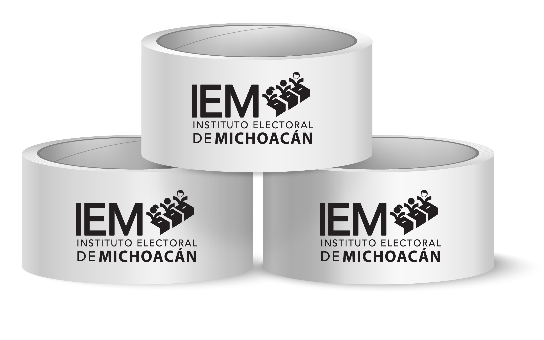 IEM
INSTITUTO ELECTORAL
DE MICHOACÁN
IEM
INSTITUTO ELECTORAL
DE MICHOACÁN
IEM
INSTITUTO ELECTORAL
DE MICHOACÁN